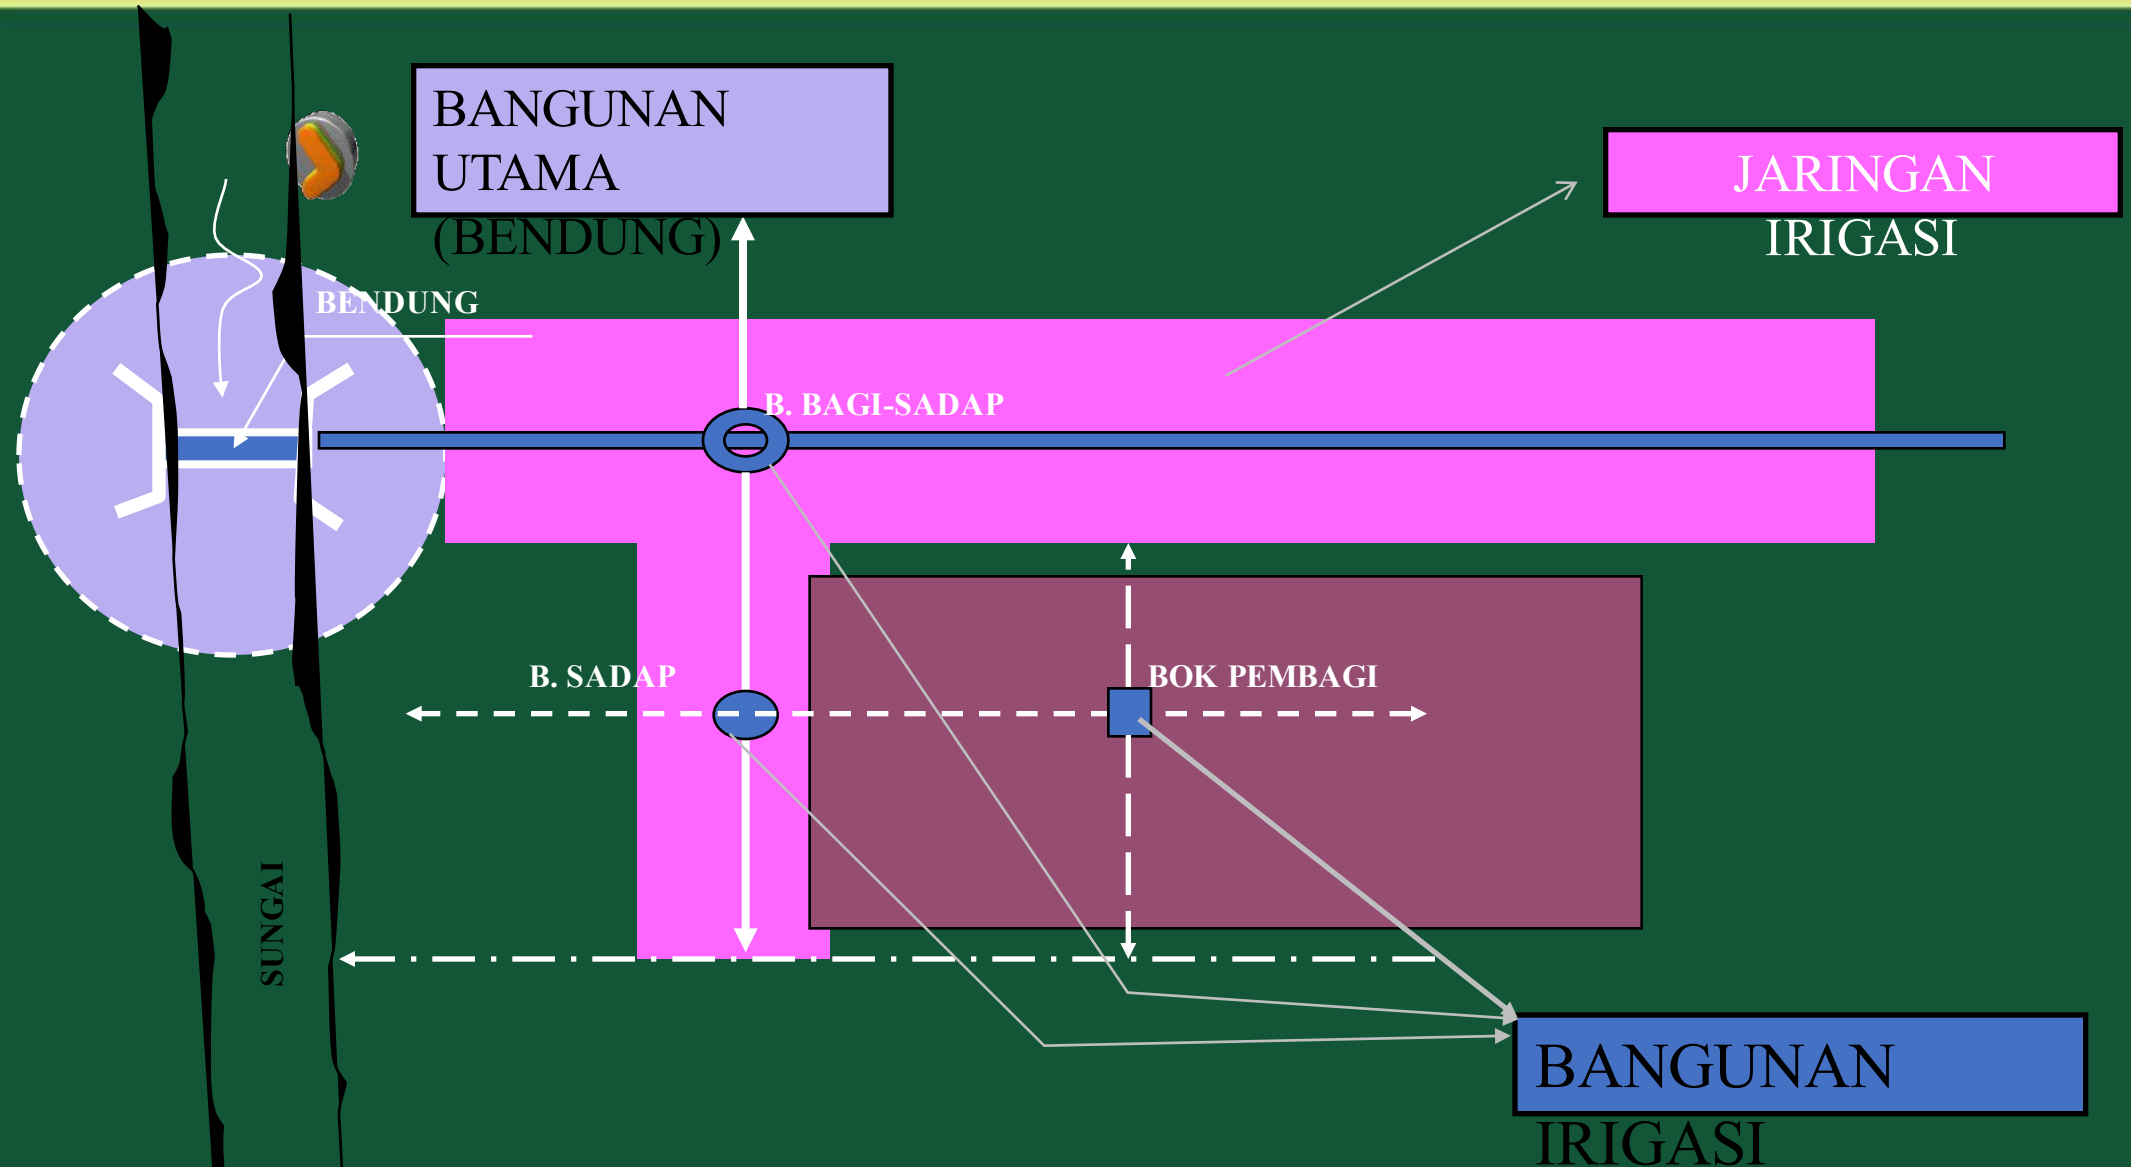 BANGUNAN
UTAMA
(BENDUNG)
JARINGAN
IRIGASI
BENDUNG
B. BAGI-SADAP
B. SADAP
BOK PEMBAGI
SUNGAI
BANGUNAN
IRIGASI